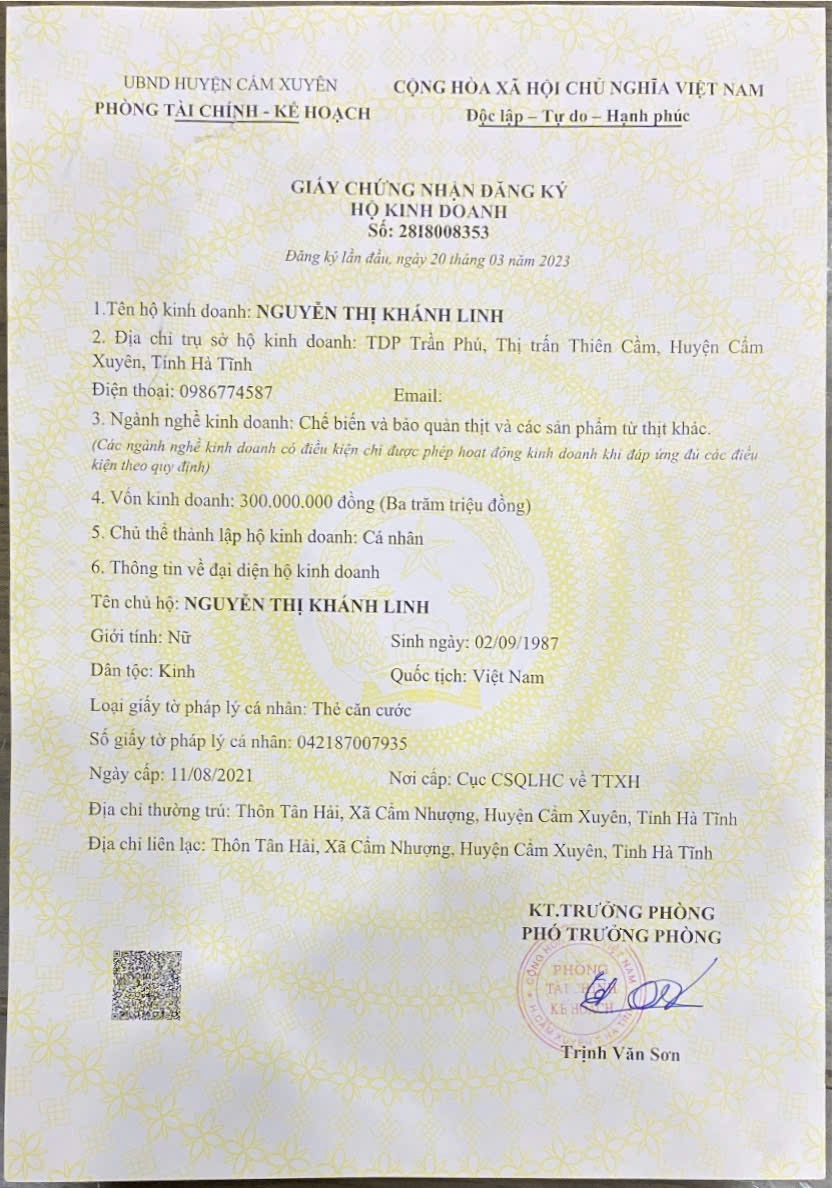 UBND HUYỆN CẨM XUYÊN
PHÒNG TÀI CHÍNH - KẾ HOẠCH
CỘNG HÒA XÃ HỘI CHỦ NGHĨA VIỆT NAM
Độc lập – Tự do – Hạnh phúc
GIẤY CHỨNG NHẬN ĐĂNG KÝ
HỘ KINH DOANH
Số: 28I8008353
Đăng ký lần đầu, ngày 20 tháng 03 năm 2023
1.Tên hộ kinh doanh: NGUYỄN THỊ KHÁNH LINH
2. Địa chỉ trụ sở hộ kinh doanh: TDP Trần Phú, Thị trấn Thiên Cầm, Huyện Cẩm
Xuyên, Tỉnh Hà Tĩnh
Điện thoại: 0986774587 Email:
3. Ngành nghề kinh doanh: Chế biến và bảo quản thịt và các sản phẩm từ thịt khác.
(Các ngành nghề kinh doanh có điều kiện chỉ được phép hoạt động kinh doanh khi đáp ứng đủ các điều
kiện theo quy định)
4. Vốn kinh doanh: 300.000.000 đồng (Ba trăm triệu đồng)
5. Chủ thể thành lập hộ kinh doanh: Cá nhân
6. Thông tin về đại diện hộ kinh doanh
Tên chủ hộ: NGUYỄN THỊ KHÁNH LINH
Giới tính: Nữ Sinh ngày: 02/09/1987
Dân tộc: Kinh Quốc tịch: Việt Nam
Loại giấy tờ pháp lý cá nhân: Thẻ căn cước
Số giấy tờ pháp lý cá nhân: 042187007935
Ngày cấp: 11/08/2021 Nơi cấp: Cục CSQLHC về TTXH
Địa chỉ thường trú: Thôn Tân Hải, Xã Cẩm Nhượng, Huyện Cẩm Xuyên, Tỉnh Hà Tĩnh
Địa chỉ liên lạc: Thôn Tân Hải, Xã Cẩm Nhượng, Huyện Cẩm Xuyên, Tỉnh Hà Tĩnh
KT.TRƯỞNG PHÒNG
PHÓ TRƯỞNG PHÒNG
PHÒNG
TÀI CHÍNH
KẾ HOẠCH
Trịnh Văn Sơn